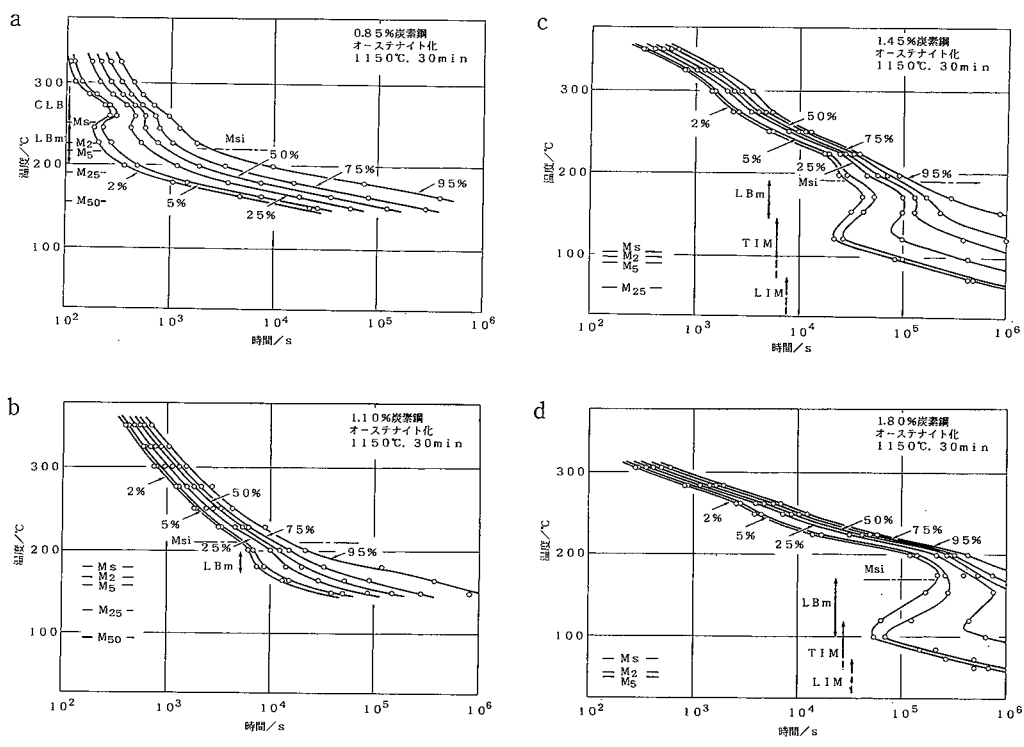 a
0.85%炭素鋼
オーステナイト化
1150℃, 30min
300
CLB
Ms
LBm
M2
M5
200
M25
M50
100
Msi
50%
75%
95%
2%
5%
25%
温度/℃
10² 10³ 10⁴ 10⁵ 10⁶
時間/s
b
1.10%炭素鋼
オーステナイト化
1150℃, 30min
300
2%
50%
5%
75%
Msi
25%
95%
200
LBm
Ms
M2
M5
M25
100
M50
温度/℃
10² 10³ 10⁴ 10⁵ 10⁶
時間/s
c
1.45%炭素鋼
オーステナイト化
1150℃, 30min
300
2%
50%
5%
75%
25%
95%
200
Msi
LBm
TIM
Ms
M2
M5
100
M25
LIM
温度/℃
10² 10³ 10⁴ 10⁵ 10⁶
時間/s
d
1.80%炭素鋼
オーステナイト化
1150℃, 30min
300
2%
50%
5%
75%
25%
95%
200
Msi
LBm
100
TIM
Ms
M2
M5
LIM
温度/℃
10² 10³ 10⁴ 10⁵ 10⁶
時間/s